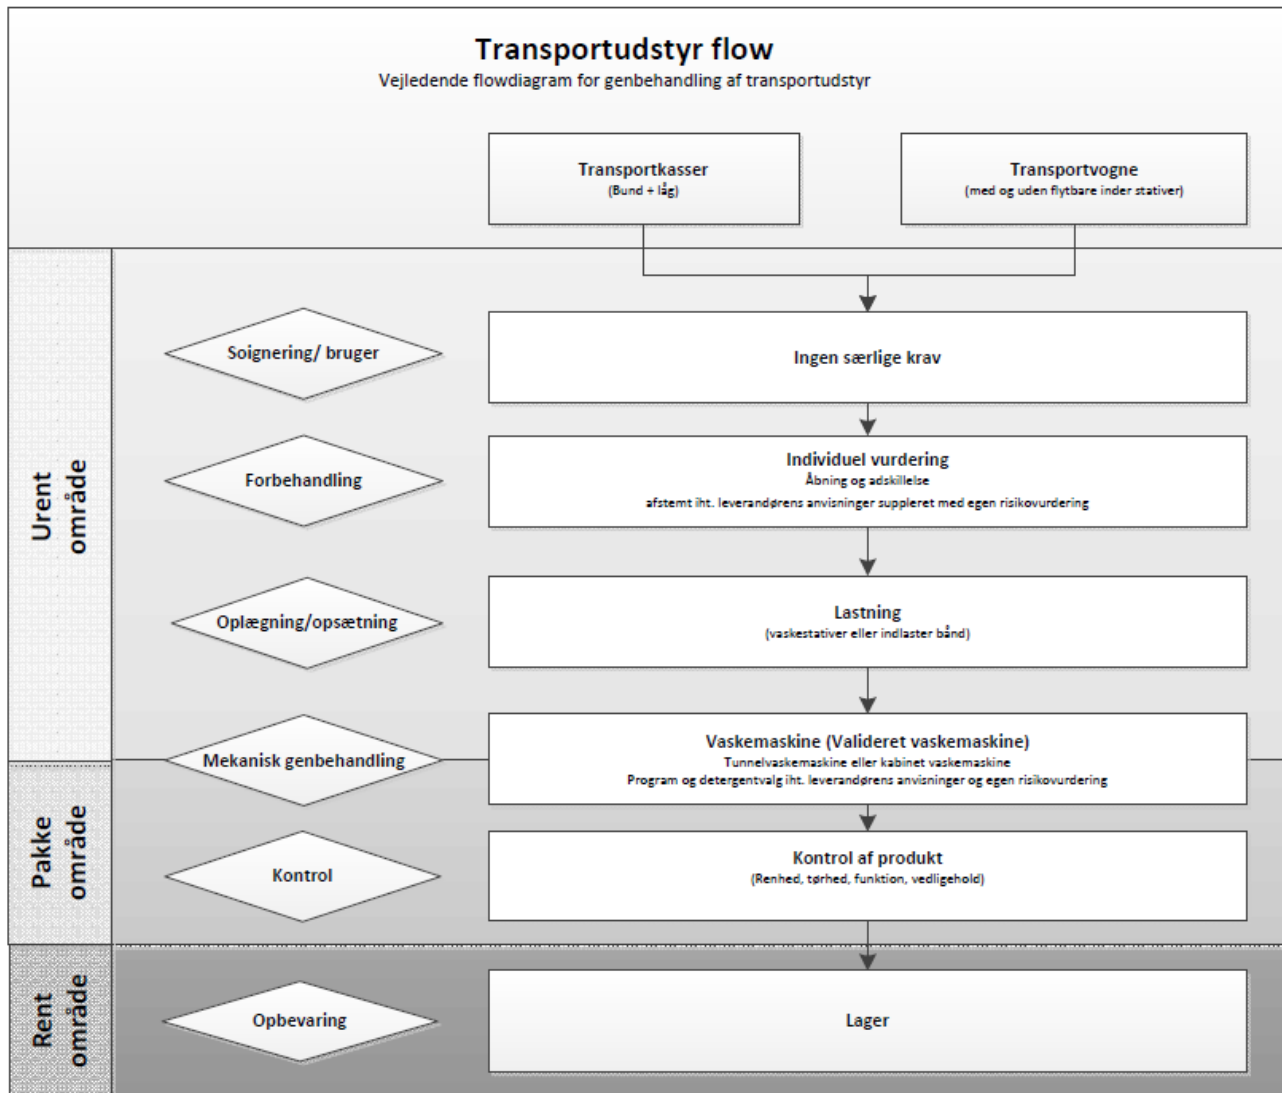 Transportudstyr flow
Vejledende flowdiagram for genbehandling af transportudstyr
Transportkasser
(Bund + låg)
Transportvogne
(med og uden flytbare inder stativer)
Urent
område
Soignering/ bruger
Ingen særlige krav
Forbehandling
Individuel vurdering
Åbning og adskillelse
afstemt iht. leverandørens anvisninger suppleret med egen risikovurdering
Oplægning/opsætning
Lastning
(vaskestativer eller indlaster bånd)
Mekanisk genbehandling
Vaskemaskine (Valideret vaskemaskine)
Tunnelvaskemaskine eller kabinet vaskemaskine
Program og detergentvalg iht. leverandørens anvisninger og egen risikovurdering
Pakke
område
Kontrol
Kontrol af produkt
(Renhed, tørhed, funktion, vedligehold)
Rent
område
Opbevaring
Lager